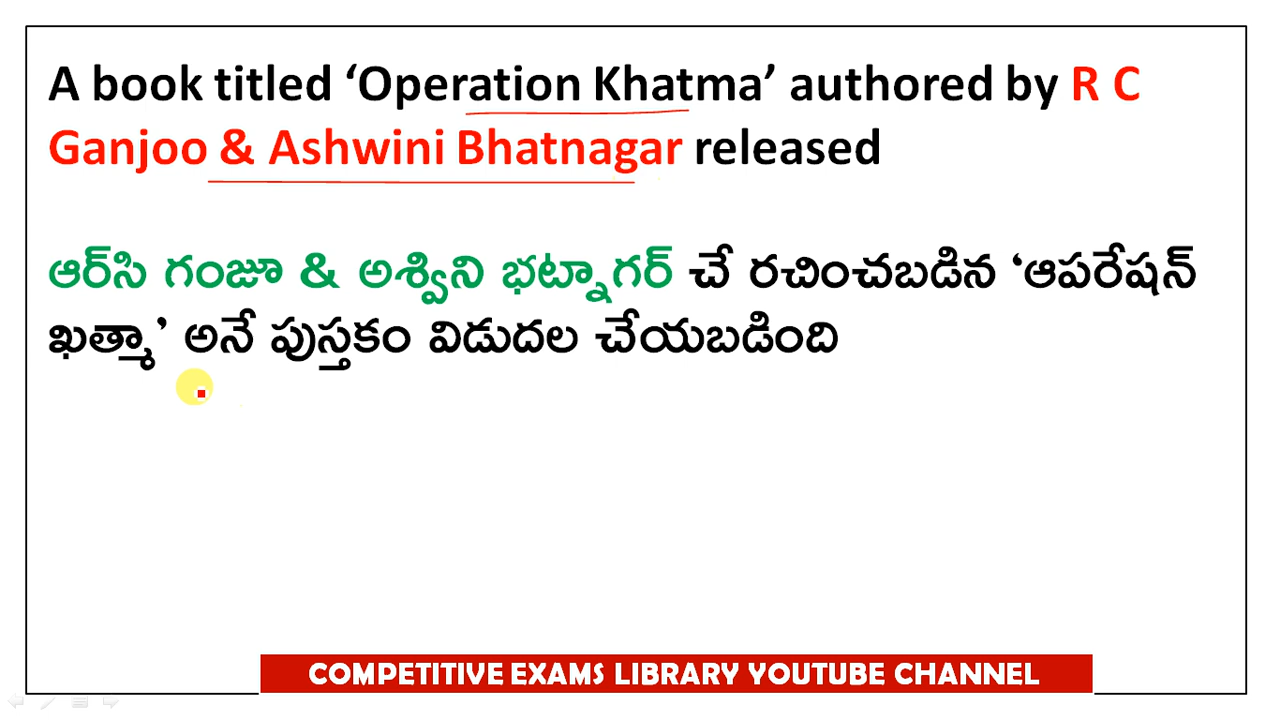 A book titled ‘Operation Khatma’ authored by R C
Ganjoo & Ashwini Bhatnagar released
ఆర్‌సి గంజూ & అశ్విని భట్నాగర్ చే రచించబడిన ‘ఆపరేషన్
ఖత్మా’ అనే పుస్తకం విడుదల చేయబడింది
COMPETITIVE EXAMS LIBRARY YOUTUBE CHANNEL